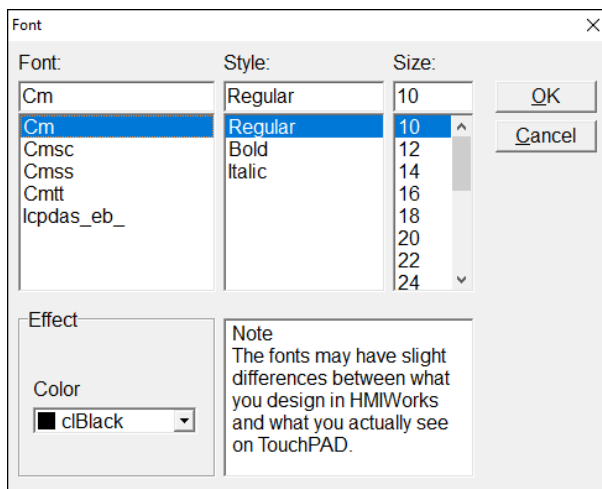 Font
Font:
Style:
Size:
Cm
Regular
10
OK
Cm
Cmsc
Cmss
Cmtt
Icpdas_eb_
Regular
Bold
Italic
10
12
14
16
18
20
22
24
Cancel
Effect
Color
clBlack
Note
The fonts may have slight
differences between what
you design in HMIWorks
and what you actually see
on TouchPAD.